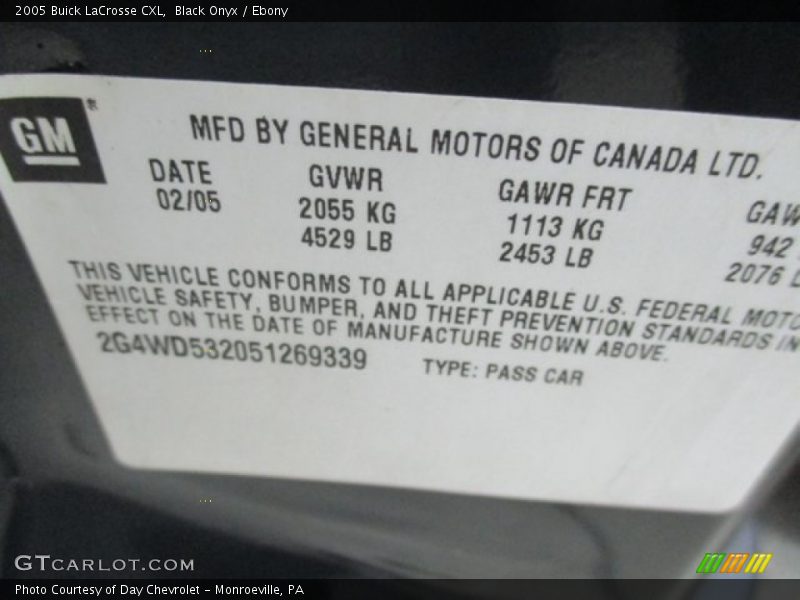 2005 Buick LaCrosse CXL,  Black Onyx / Ebony
GM®
MFD BY GENERAL MOTORS OF CANADA LTD.
DATE GVWR GAWR FRT
02/05 2055 KG 1113 KG 942
4529 LB 2453 LB 2076
THIS VEHICLE CONFORMS TO ALL APPLICABLE U.S. FEDERAL
VEHICLE SAFETY, BUMPER, AND THEFT PREVENTION STANDARDS IN
EFFECT ON THE DATE OF MANUFACTURE SHOWN ABOVE.
2G4WD532051269339 TYPE: PASS CAR
GTCARLOT.COM
Photo Courtesy of Day Chevrolet - Monroeville, PA